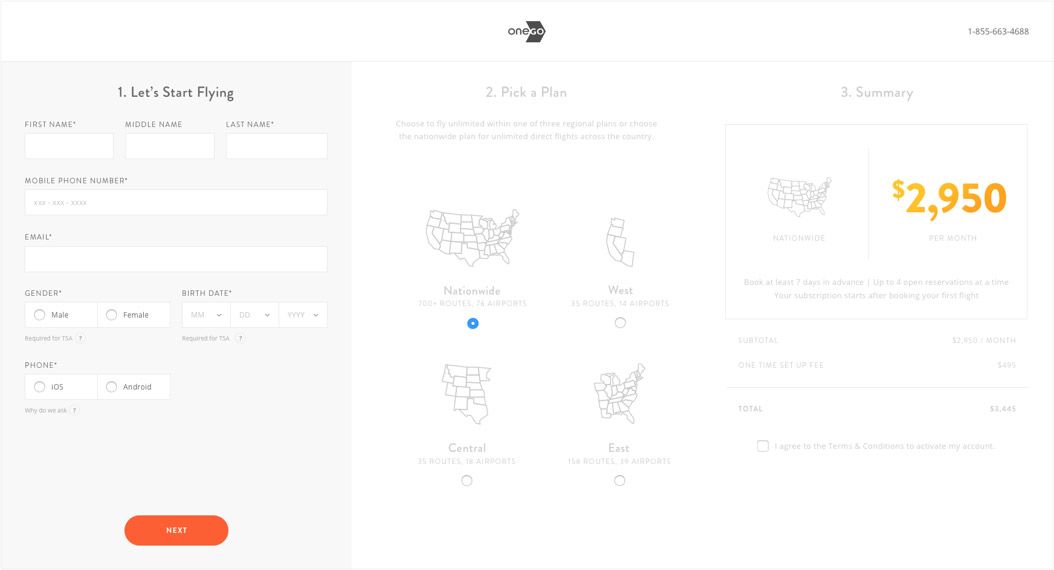 oneGO
1-855-663-4688
1. Let's Start Flying
FIRST NAME*
MIDDLE NAME
LAST NAME*
MOBILE PHONE NUMBER*
xxx - xxx - xxxx
EMAIL*
GENDER*
Male
Female
Required for TSA ?
BIRTH DATE*
MM
DD
YYYY
Required for TSA ?
PHONE*
iOS
Android
Why do we ask ?
NEXT
2. Pick a Plan
Choose to fly unlimited within one of three regional plans or choose
the nationwide plan for unlimited direct flights across the country.
Nationwide
700+ ROUTES, 76 AIRPORTS
West
35 ROUTES, 14 AIRPORTS
Central
35 ROUTES, 18 AIRPORTS
East
158 ROUTES, 39 AIRPORTS
3. Summary
NATIONWIDE
$2,950
PER MONTH
Book at least 7 days in advance | Up to 4 open reservations at a time
Your subscription starts after booking your first flight
SUBTOTAL
$2,950 / MONTH
ONE TIME SET UP FEE
$495
TOTAL
$3,445
I agree to the Terms & Conditions to activate my account.